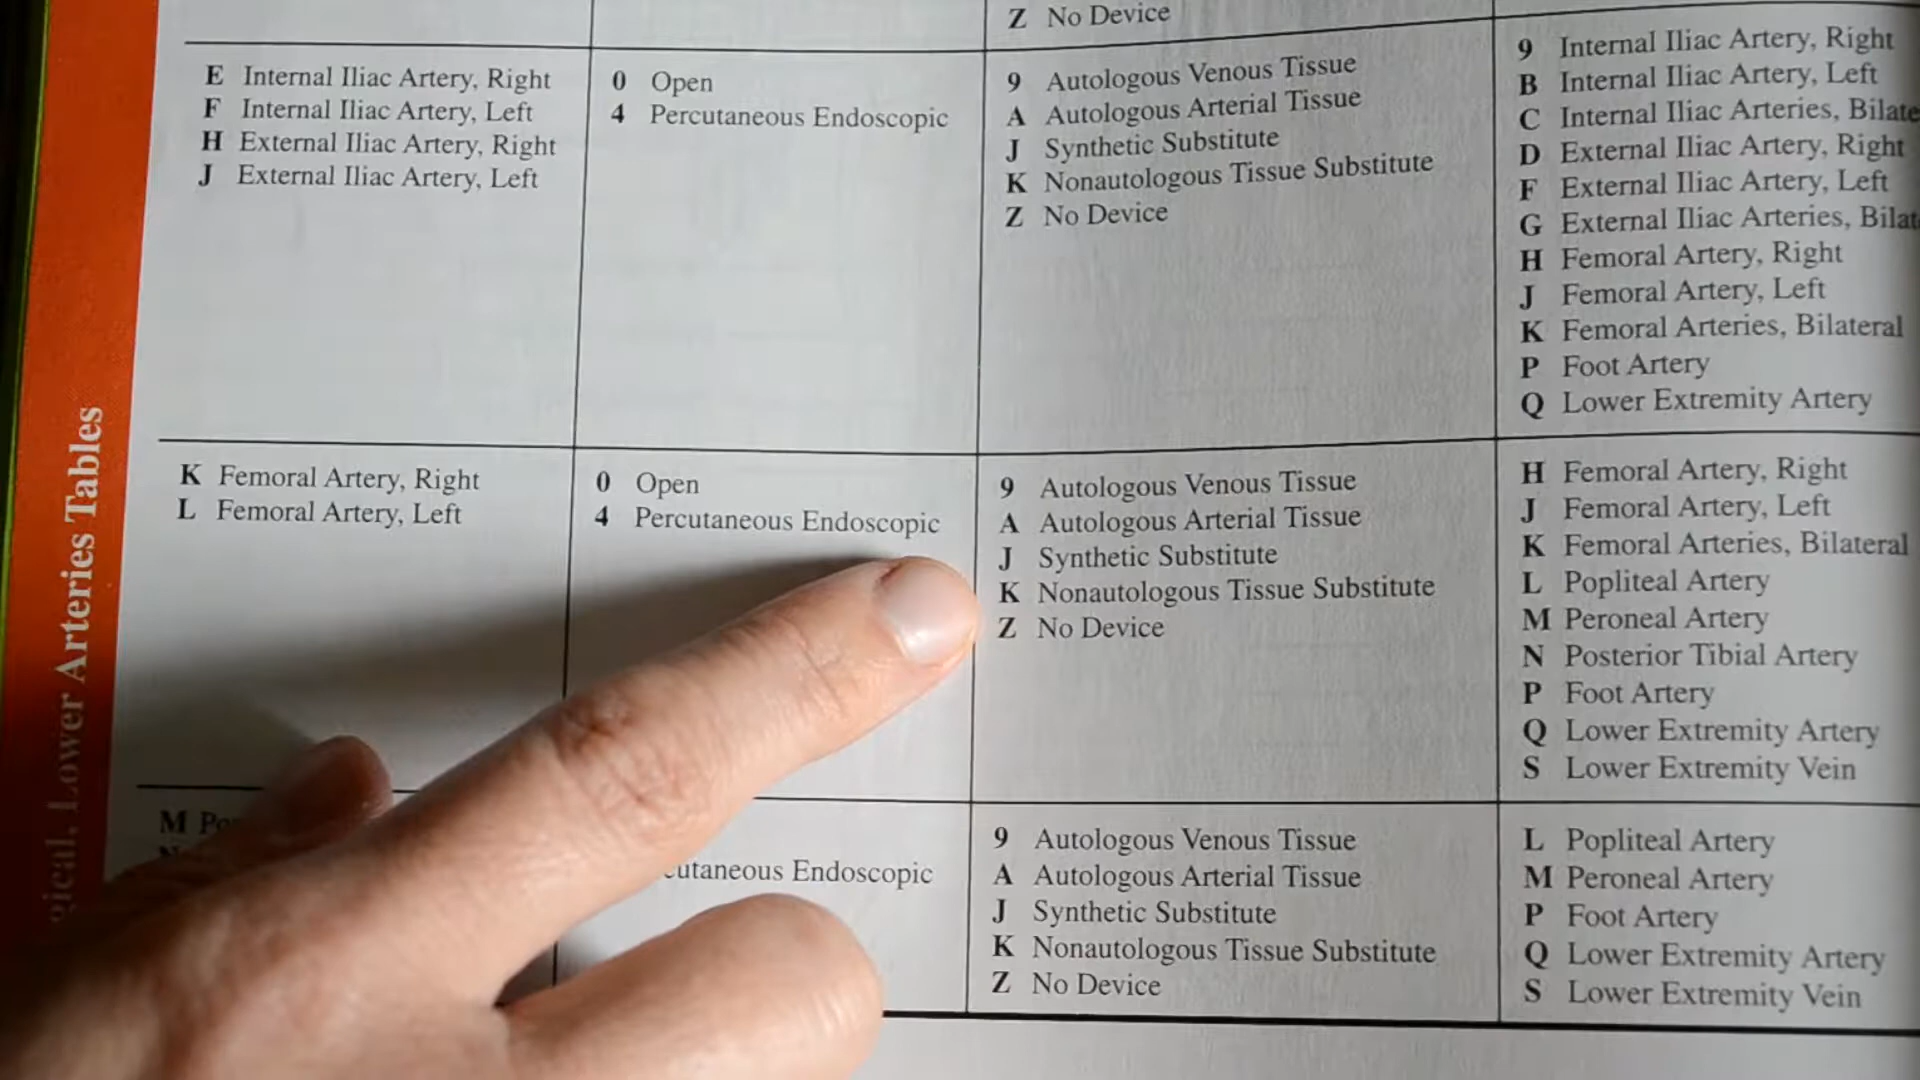 Z No Device
E Internal Iliac Artery, Right
F Internal Iliac Artery, Left
H External Iliac Artery, Right
J External Iliac Artery, Left
0 Open
4 Percutaneous Endoscopic
9 Autologous Venous Tissue
A Autologous Arterial Tissue
J Synthetic Substitute
K Nonautologous Tissue Substitute
Z No Device
9 Internal Iliac Artery, Right
B Internal Iliac Artery, Left
C Internal Iliac Arteries, Bilate
D External Iliac Artery, Right
F External Iliac Artery, Left
G External Iliac Arteries, Bilat
H Femoral Artery, Right
J Femoral Artery, Left
K Femoral Arteries, Bilateral
P Foot Artery
Q Lower Extremity Artery
K Femoral Artery, Right
L Femoral Artery, Left
0 Open
4 Percutaneous Endoscopic
9 Autologous Venous Tissue
A Autologous Arterial Tissue
J Synthetic Substitute
K Nonautologous Tissue Substitute
Z No Device
H Femoral Artery, Right
J Femoral Artery, Left
K Femoral Arteries, Bilateral
L Popliteal Artery
M Peroneal Artery
N Posterior Tibial Artery
P Foot Artery
Q Lower Extremity Artery
S Lower Extremity Vein
M Po
cutaneous Endoscopic
9 Autologous Venous Tissue
A Autologous Arterial Tissue
J Synthetic Substitute
K Nonautologous Tissue Substitute
Z No Device
L Popliteal Artery
M Peroneal Artery
P Foot Artery
Q Lower Extremity Artery
S Lower Extremity Vein
gical, Lower Arteries Tables